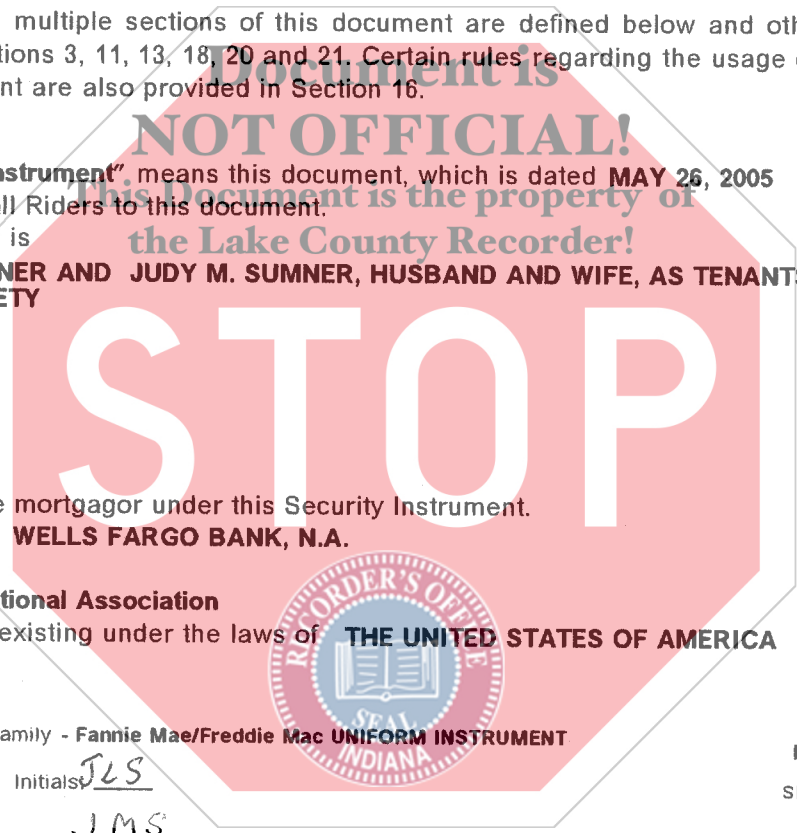 multiple sections of this document are defined below and oth
tions 3, 11, 13, 18, 20 and 21. Certain rules regarding the usage
Document is
nt are also provided in Section 16.
NOT OFFICIAL!
nstrument" means this document, which is dated MAY 26, 2005
This Document is the property of
ll Riders to this document.
is
the Lake County Recorder!
NER AND JUDY M. SUMNER, HUSBAND AND WIFE, AS TENANTS
ETY
STOP
e mortgagor under this Security Instrument.
WELLS FARGO BANK, N.A.
tional Association
existing under the laws of THE UNITED STATES OF AMERICA
RECORDER'S OFFICE
SEAL
INDIANA
amily - Fannie Mae/Freddie Mac UNIFORM INSTRUMENT
Initials: JLS
JMS